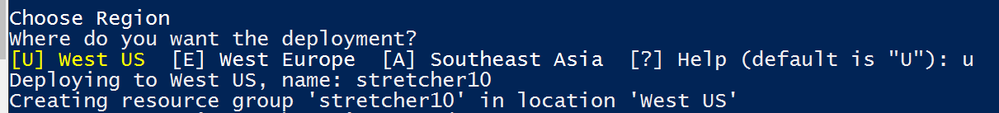 Choose Region
Where do you want the deployment?
[U] West US  [E] West Europe  [A] Southeast Asia  [?] Help (default is "U"): u
Deploying to West US, name: stretcher10
Creating resource group 'stretcher10' in location 'West US'